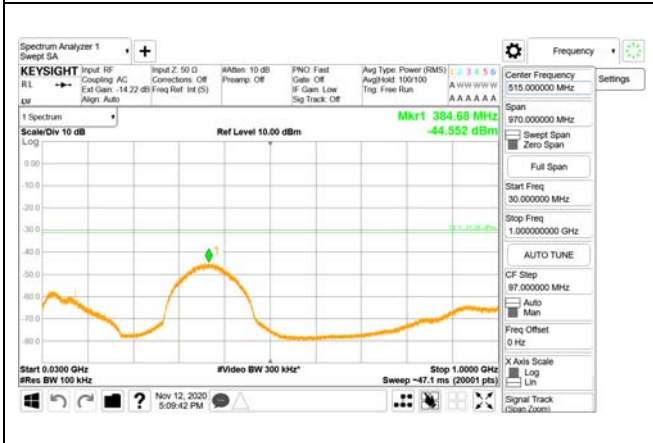 Spectrum Analyzer 1
Swept SA
+
Frequency
KEYSIGHT
Input: RF
Coupling: AC
Ext Gain: -14.22 dB
Align: Auto
Input Z: 50 Ω
Corrections: Off
Freq Ref: Int (S)
#Atten: 10 dB
Preamp: Off
PNO: Fast
Gate: Off
IF Gain: Low
Sig Track: Off
Avg Type: Power (RMS)
Avg|Hold: 100/100
Trig: Free Run
1 2 3 4 5 6
A W W W W W
A A A A A A
RL
1 Spectrum
Scale/Div 10 dB
Log
Ref Level 10.00 dBm
Mkr1 384.68 MHz
-44.552 dBm
0.00
-10.0
-20.0
-30.0
-40.0
-50.0
-60.0
-70.0
-80.0
1
Start 0.0300 GHz
#Res BW 100 kHz
#Video BW 300 kHz*
Stop 1.0000 GHz
Sweep ~47.1 ms (20001 pts)
Nov 12, 2020
5:09:42 PM
?
Center Frequency
515.000000 MHz
Settings
Span
970.000000 MHz
Swept Span
Zero Span
Full Span
Start Freq
30.000000 MHz
Stop Freq
1.000000000 GHz
AUTO TUNE
CF Step
97.000000 MHz
Auto
Man
Freq Offset
0 Hz
X Axis Scale
Log
Lin
Signal Track
(Span Zoom)